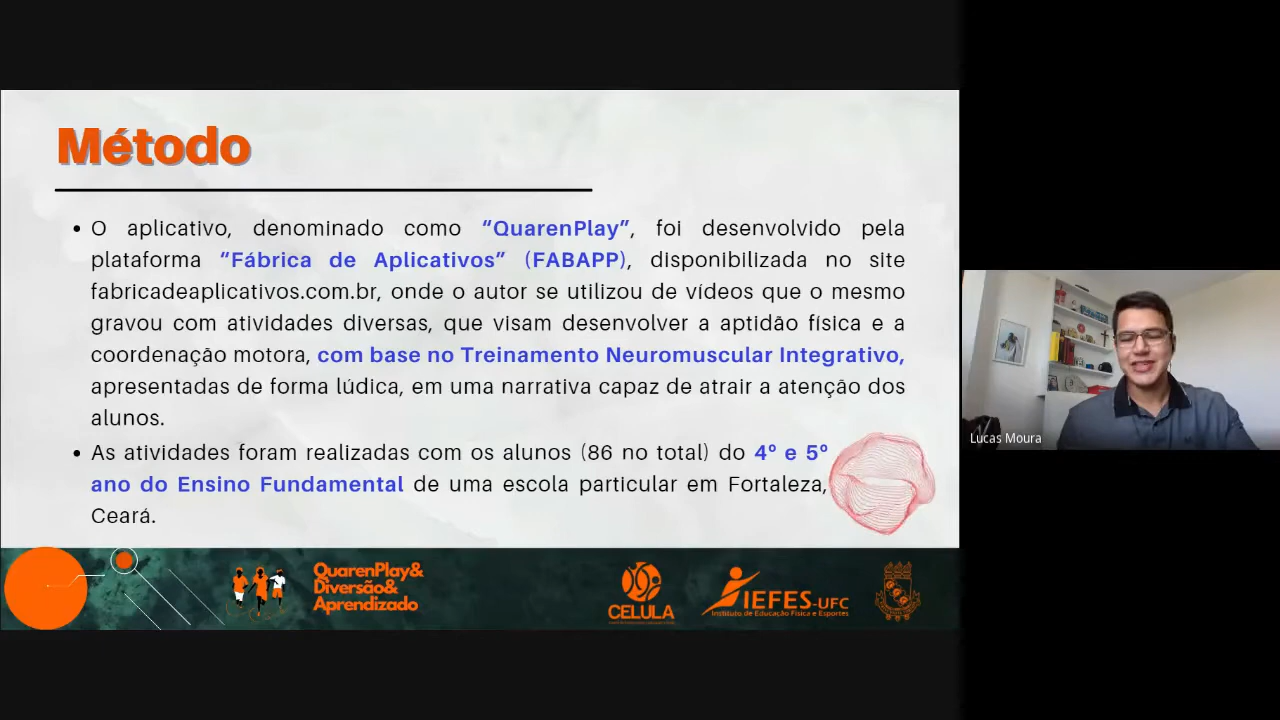 Método
• O aplicativo, denominado como “QuarenPlay”, foi desenvolvido pela
plataforma “Fábrica de Aplicativos” (FABAPP), disponibilizada no site
fabricadeaplicativos.com.br, onde o autor se utilizou de vídeos que o mesmo
gravou com atividades diversas, que visam desenvolver a aptidão física e a
coordenação motora, com base no Treinamento Neuromuscular Integrativo,
apresentadas de forma lúdica, em uma narrativa capaz de atrair a atenção dos
alunos.
• As atividades foram realizadas com os alunos (86 no total) do 4º e 5º
ano do Ensino Fundamental de uma escola particular em Fortaleza,
Ceará.
Lucas Moura
QuarenPlay&
Diversão&
Aprendizado
CELULA
IEFES-UFC
Instituto de Educação Física e Esportes